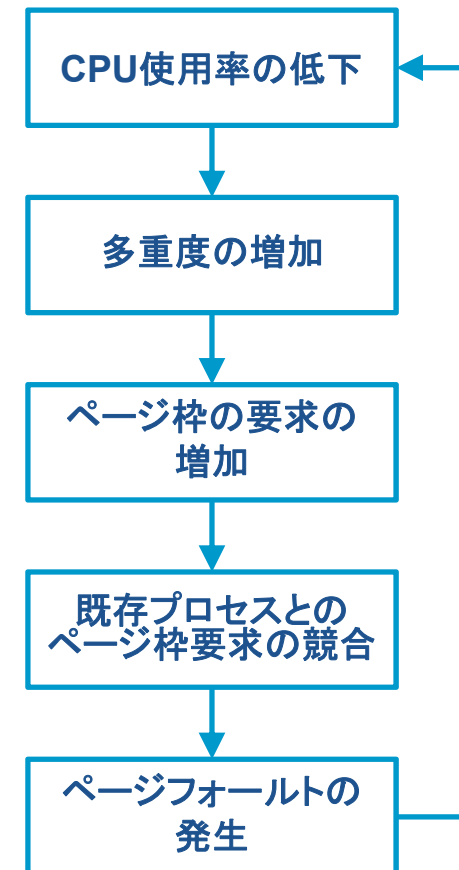 CPU使用率の低下
多重度の増加
ページ枠の要求の
増加
既存プロセスとの
ページ枠要求の競合
ページフォールトの
発生